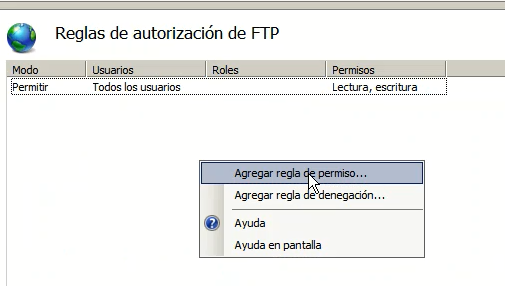 Reglas de autorización de FTP
Modo Usuarios Roles Permisos
Permitir Todos los usuarios Lectura, escritura
Agregar regla de permiso...
Agregar regla de denegación...
Ayuda
Ayuda en pantalla